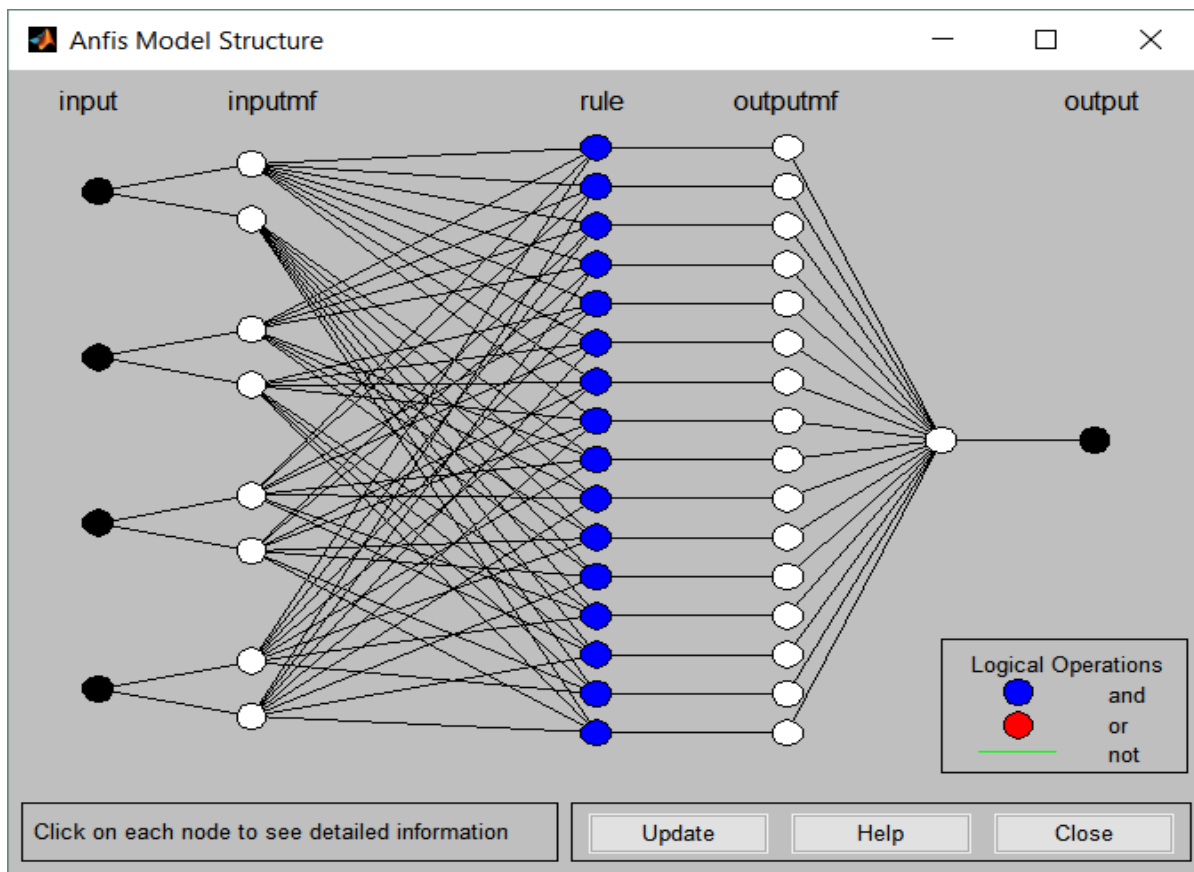 Anfis Model Structure
input inputmf rule outputmf output
Logical Operations
and
or
not
Click on each node to see detailed information
Update Help Close